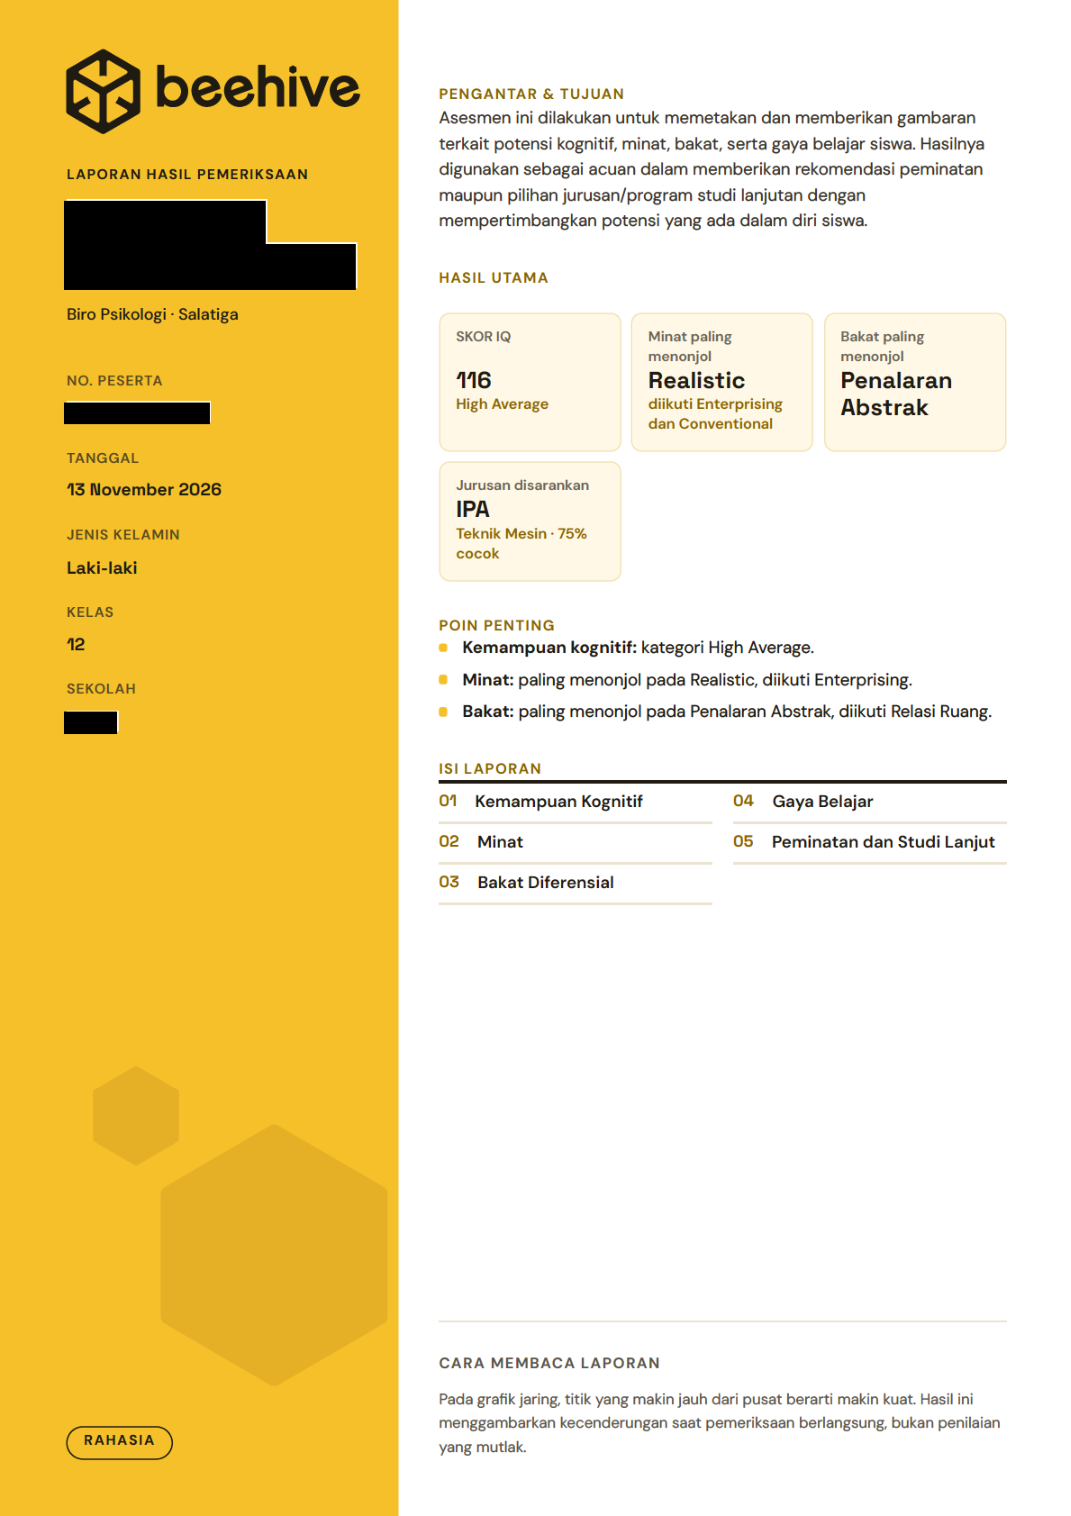 beehive
LAPORAN HASIL PEMERIKSAAN
Biro Psikologi · Salatiga
NO. PESERTA
TANGGAL
13 November 2026
JENIS KELAMIN
Laki-laki
KELAS
12
SEKOLAH
RAHASIA
PENGANTAR & TUJUAN
Asesmen ini dilakukan untuk memetakan dan memberikan gambaran
terkait potensi kognitif, minat, bakat, serta gaya belajar siswa. Hasilnya
digunakan sebagai acuan dalam memberikan rekomendasi peminatan
maupun pilihan jurusan/program studi lanjutan dengan
mempertimbangkan potensi yang ada dalam diri siswa.
HASIL UTAMA
SKOR IQ
116
High Average
Minat paling
menonjol
Realistic
diikuti Enterprising
dan Conventional
Bakat paling
menonjol
Penalaran
Abstrak
Jurusan disarankan
IPA
Teknik Mesin · 75%
cocok
POIN PENTING
Kemampuan kognitif: kategori High Average.
Minat: paling menonjol pada Realistic, diikuti Enterprising.
Bakat: paling menonjol pada Penalaran Abstrak, diikuti Relasi Ruang.
ISI LAPORAN
01 Kemampuan Kognitif
02 Minat
03 Bakat Diferensial
04 Gaya Belajar
05 Peminatan dan Studi Lanjut
CARA MEMBACA LAPORAN
Pada grafik jaring, titik yang makin jauh dari pusat berarti makin kuat. Hasil ini
menggambarkan kecenderungan saat pemeriksaan berlangsung, bukan penilaian
yang mutlak.